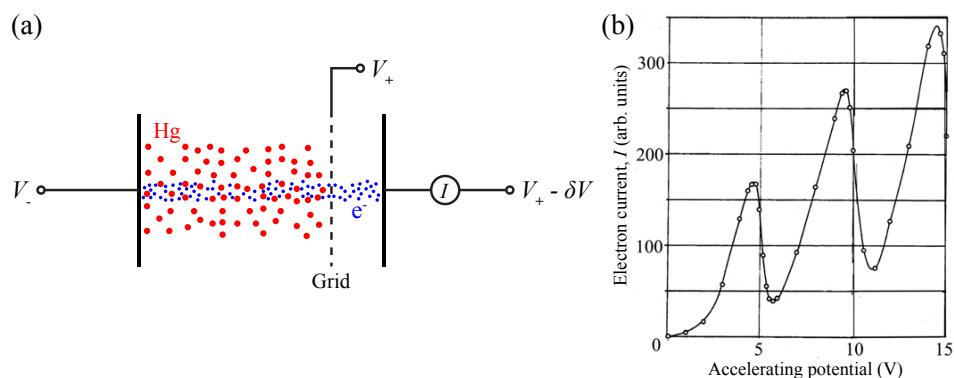 (a)
V+
Hg
V-
e-
I
V+ - δV
Grid
(b)
Electron current, I (arb. units)
300
200
100
0
5
10
15
Accelerating potential (V)